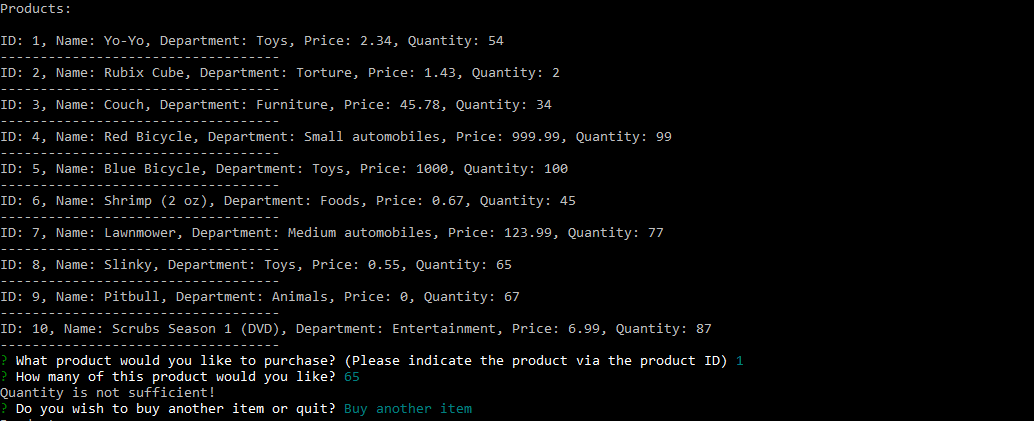 Products:
ID: 1, Name: Yo-Yo, Department: Toys, Price: 2.34, Quantity: 54
-----------------------------------
ID: 2, Name: Rubix Cube, Department: Torture, Price: 1.43, Quantity: 2
-----------------------------------
ID: 3, Name: Couch, Department: Furniture, Price: 45.78, Quantity: 34
-----------------------------------
ID: 4, Name: Red Bicycle, Department: Small automobiles, Price: 999.99, Quantity: 99
-----------------------------------
ID: 5, Name: Blue Bicycle, Department: Toys, Price: 1000, Quantity: 100
-----------------------------------
ID: 6, Name: Shrimp (2 oz), Department: Foods, Price: 0.67, Quantity: 45
-----------------------------------
ID: 7, Name: Lawnmower, Department: Medium automobiles, Price: 123.99, Quantity: 77
-----------------------------------
ID: 8, Name: Slinky, Department: Toys, Price: 0.55, Quantity: 65
-----------------------------------
ID: 9, Name: Pitbull, Department: Animals, Price: 0, Quantity: 67
-----------------------------------
ID: 10, Name: Scrubs Season 1 (DVD), Department: Entertainment, Price: 6.99, Quantity: 87
-----------------------------------
? What product would you like to purchase? (Please indicate the product via the product ID) 1
? How many of this product would you like? 65
Quantity is not sufficient!
? Do you wish to buy another item or quit? Buy another item